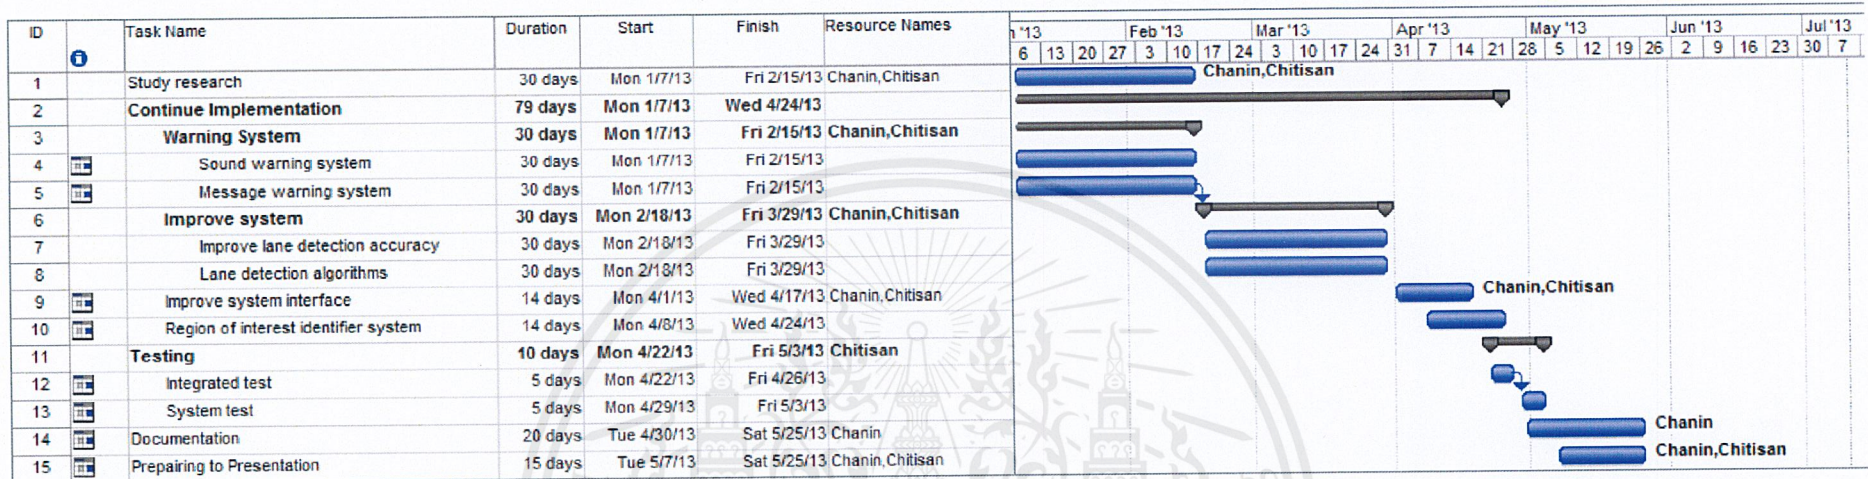 ID Task Name Duration Start Finish Resource Names
1 '13 Feb '13 Mar '13 Apr '13 May '13 Jun '13 Jul '13
6 13 20 27 3 10 17 24 3 10 17 24 31 7 14 21 28 5 12 19 26 2 9 16 23 30 7
1 Study research 30 days Mon 1/7/13 Fri 2/15/13 Chanin,Chitisan Chanin,Chitisan
2 Continue Implementation 79 days Mon 1/7/13 Wed 4/24/13
3 Warning System 30 days Mon 1/7/13 Fri 2/15/13 Chanin,Chitisan
4 Sound warning system 30 days Mon 1/7/13 Fri 2/15/13
5 Message warning system 30 days Mon 1/7/13 Fri 2/15/13
6 Improve system 30 days Mon 2/18/13 Fri 3/29/13 Chanin,Chitisan
7 Improve lane detection accuracy 30 days Mon 2/18/13 Fri 3/29/13
8 Lane detection algorithms 30 days Mon 2/18/13 Fri 3/29/13
9 Improve system interface 14 days Mon 4/1/13 Wed 4/17/13 Chanin,Chitisan Chanin,Chitisan
10 Region of interest identifier system 14 days Mon 4/8/13 Wed 4/24/13
11 Testing 10 days Mon 4/22/13 Fri 5/3/13 Chitisan
12 Integrated test 5 days Mon 4/22/13 Fri 4/26/13
13 System test 5 days Mon 4/29/13 Fri 5/3/13
14 Documentation 20 days Tue 4/30/13 Sat 5/25/13 Chanin Chanin
15 Prepairing to Presentation 15 days Tue 5/7/13 Sat 5/25/13 Chanin,Chitisan Chanin,Chitisan